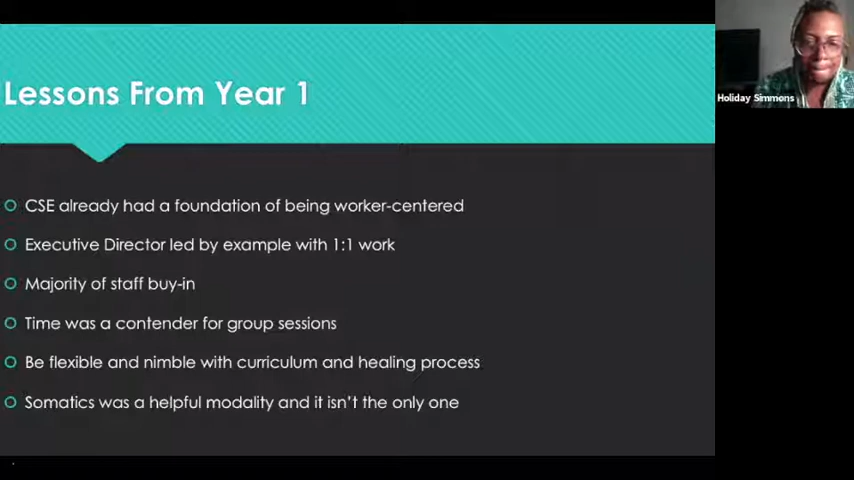 Lessons From Year 1
Holiday Simmons
CSE already had a foundation of being worker-centered
Executive Director led by example with 1:1 work
Majority of staff buy-in
Time was a contender for group sessions
Be flexible and nimble with curriculum and healing process
Somatics was a helpful modality and it isn't the only one